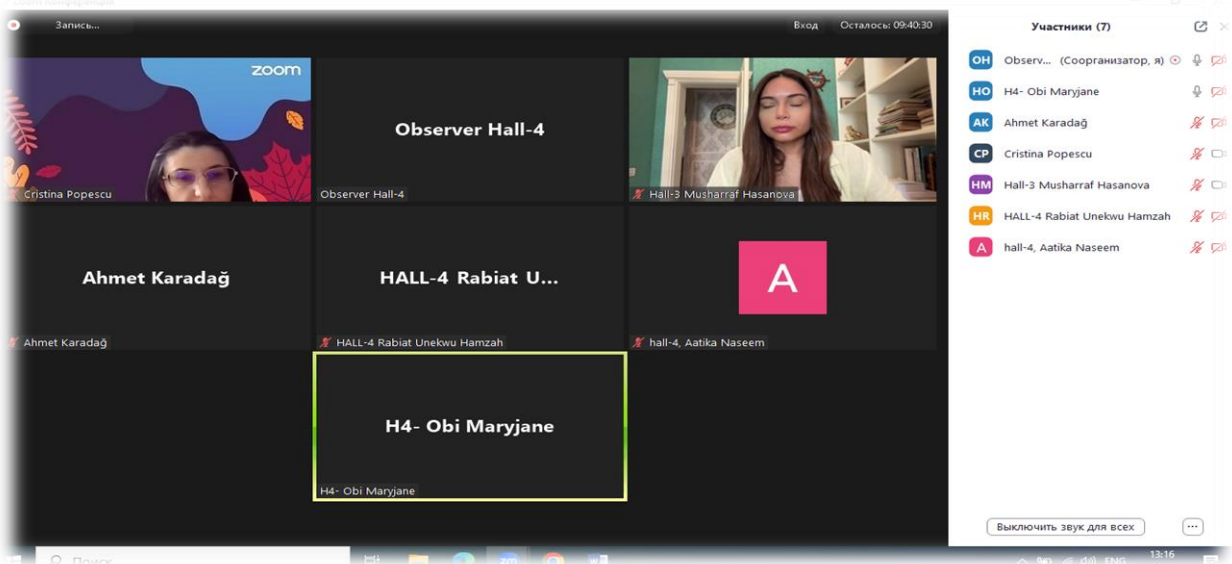 Zoom Конференция
Запись...
Вход
Осталось: 09:40:30
zoom
Cristina Popescu
Observer Hall-4
Observer Hall-4
Hall-3 Musharraf Hasanova
Ahmet Karadağ
Ahmet Karadağ
HALL-4 Rabiat U...
HALL-4 Rabiat Unekwu Hamzah
A
hall-4, Aatika Naseem
H4- Obi Maryjane
H4- Obi Maryjane
Участники (7)
OH Observ... (Соорганизатор, я)
HO H4- Obi Maryjane
AK Ahmet Karadağ
CP Cristina Popescu
HM Hall-3 Musharraf Hasanova
HR HALL-4 Rabiat Unekwu Hamzah
A hall-4, Aatika Naseem
Выключить звук для всех
...
Поиск
zm
W
ENG
13:16